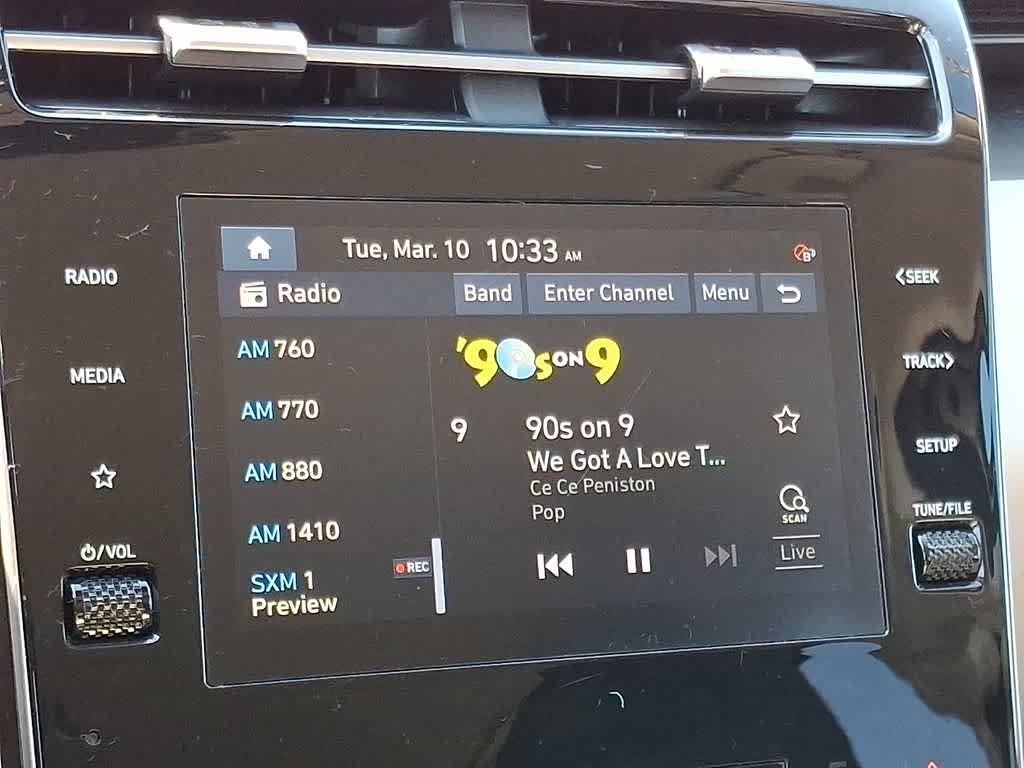 Tue, Mar. 10 10:33 AM
Radio Band Enter Channel Menu
RADIO
MEDIA
⏻/VOL
<SEEK
TRACK>
SETUP
TUNE/FILE
AM 760
AM 770
AM 880
AM 1410
SXM 1
Preview
REC
'90s ON 9
9 90s on 9
We Got A Love T...
Ce Ce Peniston
Pop
SCAN
Live